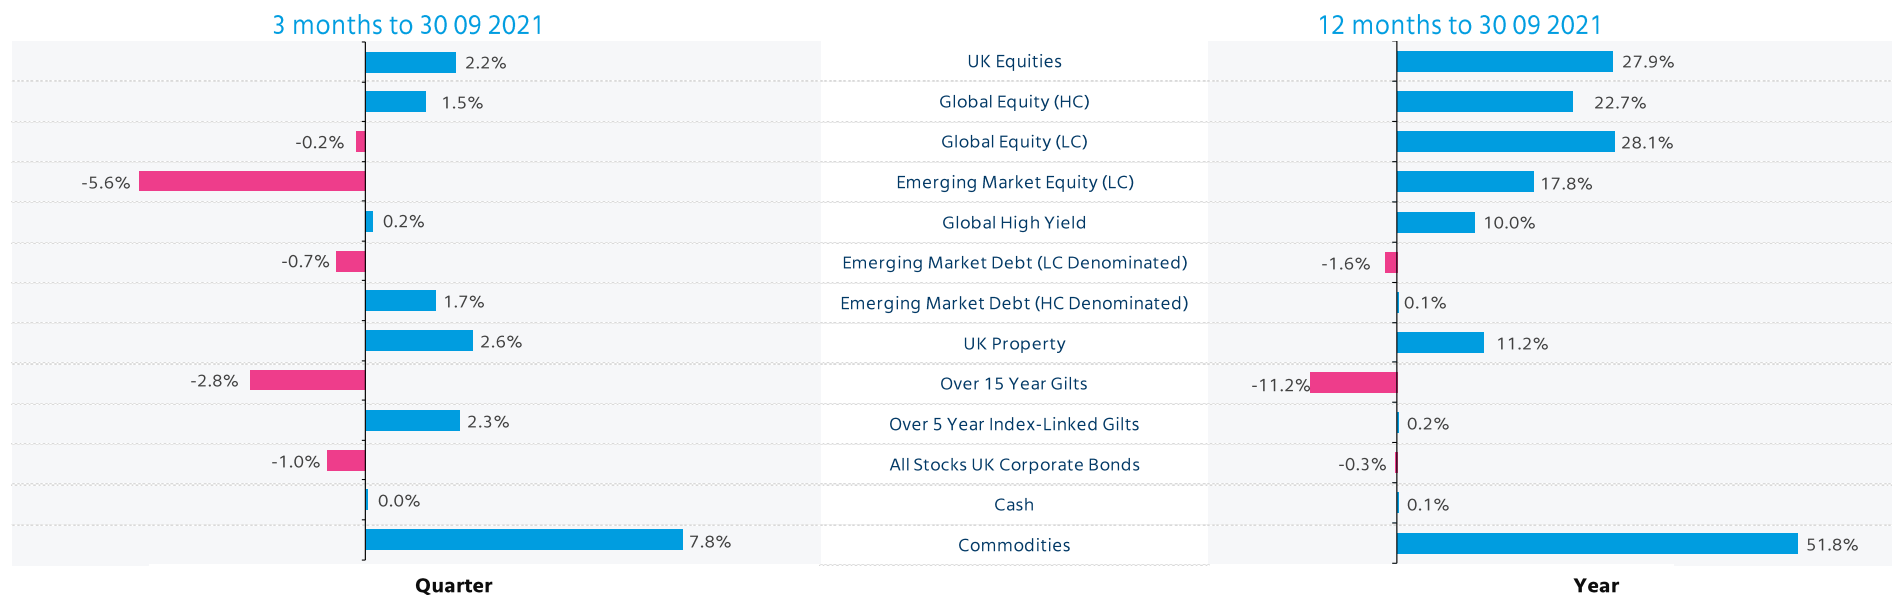 3 months to 30 09 2021 12 months to 30 09 2021
2.2% UK Equities 27.9%
1.5% Global Equity (HC) 22.7%
-0.2% Global Equity (LC) 28.1%
-5.6% Emerging Market Equity (LC) 17.8%
0.2% Global High Yield 10.0%
-0.7% Emerging Market Debt (LC Denominated) -1.6%
1.7% Emerging Market Debt (HC Denominated) 0.1%
2.6% UK Property 11.2%
-2.8% Over 15 Year Gilts -11.2%
2.3% Over 5 Year Index-Linked Gilts 0.2%
-1.0% All Stocks UK Corporate Bonds -0.3%
0.0% Cash 0.1%
7.8% Commodities 51.8%
Quarter Year